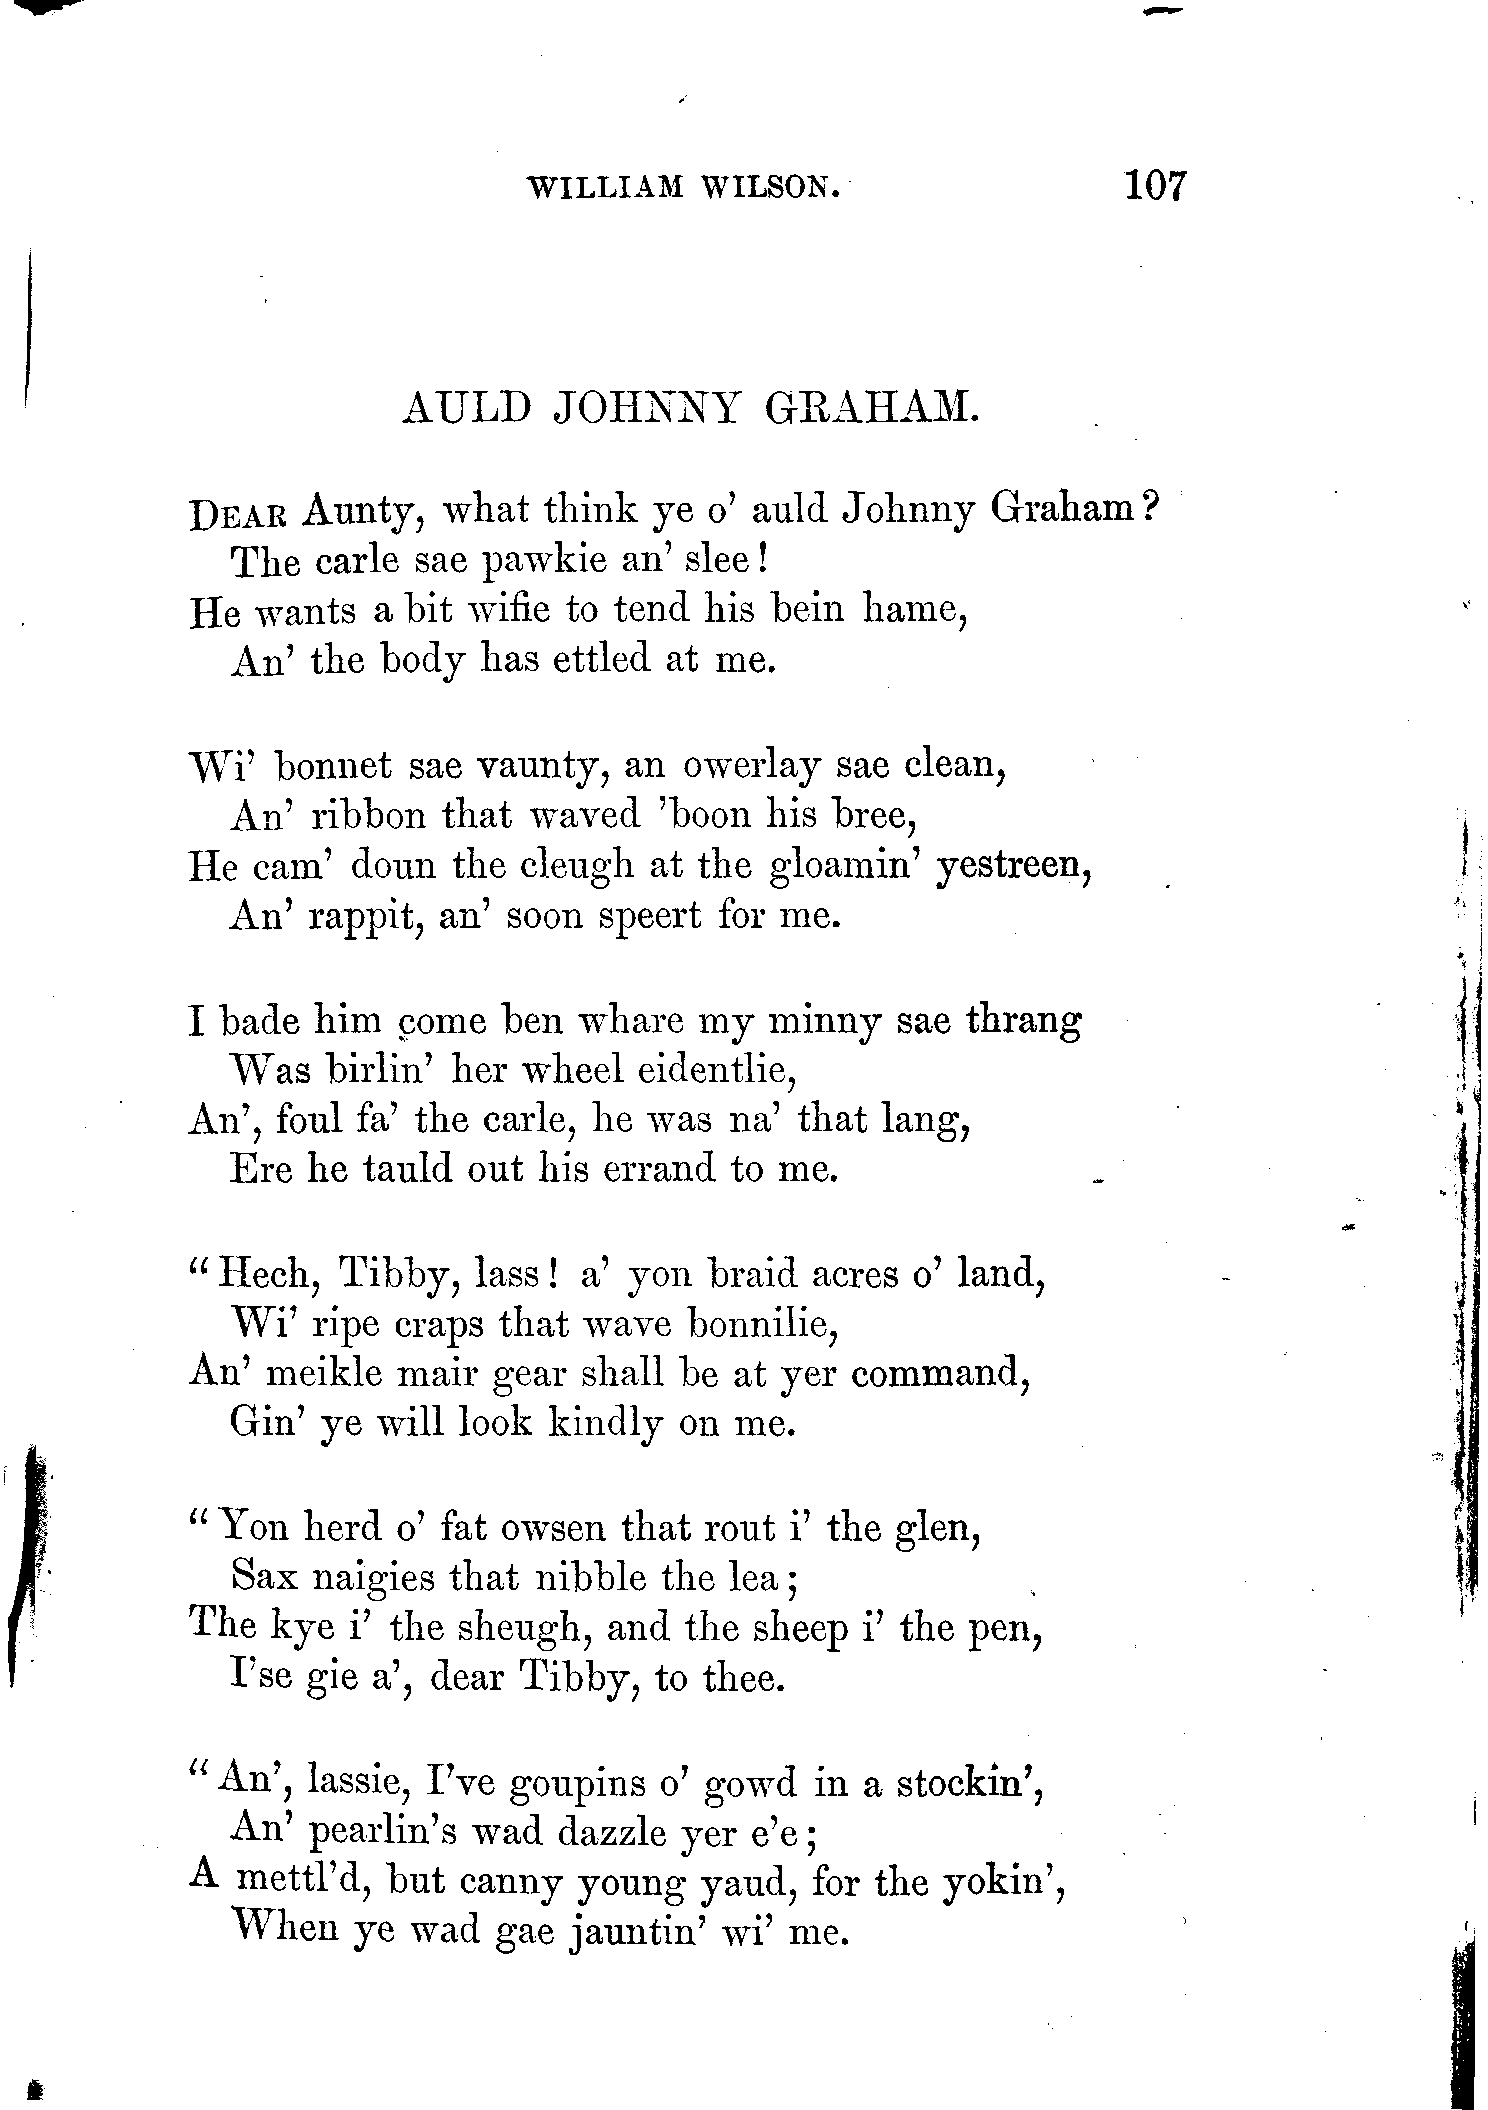 WILLIAM WILSON. 107
AULD JOHNNY GRAHAM.
DEAR Aunty, what think ye o' auld Johnny Graham?
The carle sae pawkie an' slee!
He wants a bit wifie to tend his bein hame,
An' the body has ettled at me.
Wi' bonnet sae vaunty, an owerlay sae clean,
An' ribbon that waved 'boon his bree,
He cam' doun the cleugh at the gloamin' yestreen,
An' rappit, an' soon speert for me.
I bade him come ben whare my minny sae thrang
Was birlin' her wheel eidentlie,
An', foul fa' the carle, he was na' that lang,
Ere he tauld out his errand to me.
"Hech, Tibby, lass! a' yon braid acres o' land,
Wi' ripe craps that wave bonnilie,
An' meikle mair gear shall be at yer command,
Gin' ye will look kindly on me.
"Yon herd o' fat owsen that rout i' the glen,
Sax naigies that nibble the lea;
The kye i' the sheugh, and the sheep i' the pen,
I'se gie a', dear Tibby, to thee.
"An', lassie, I've goupins o' gowd in a stockin',
An' pearlin's wad dazzle yer e'e;
A mettl'd, but canny young yaud, for the yokin',
When ye wad gae jauntin' wi' me.